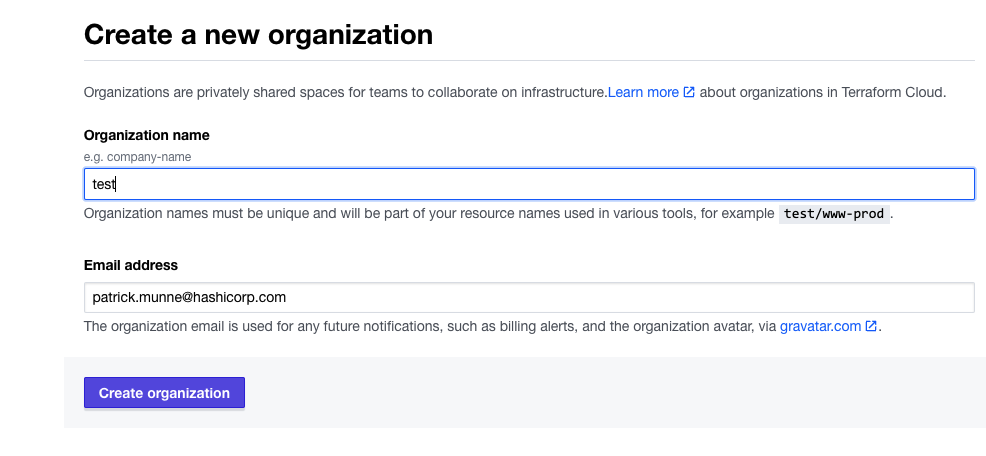 Create a new organization
Organizations are privately shared spaces for teams to collaborate on infrastructure.Learn more about organizations in Terraform Cloud.
Organization name
e.g. company-name
test
Organization names must be unique and will be part of your resource names used in various tools, for example test/www-prod .
Email address
patrick.munne@hashicorp.com
The organization email is used for any future notifications, such as billing alerts, and the organization avatar, via gravatar.com .
Create organization